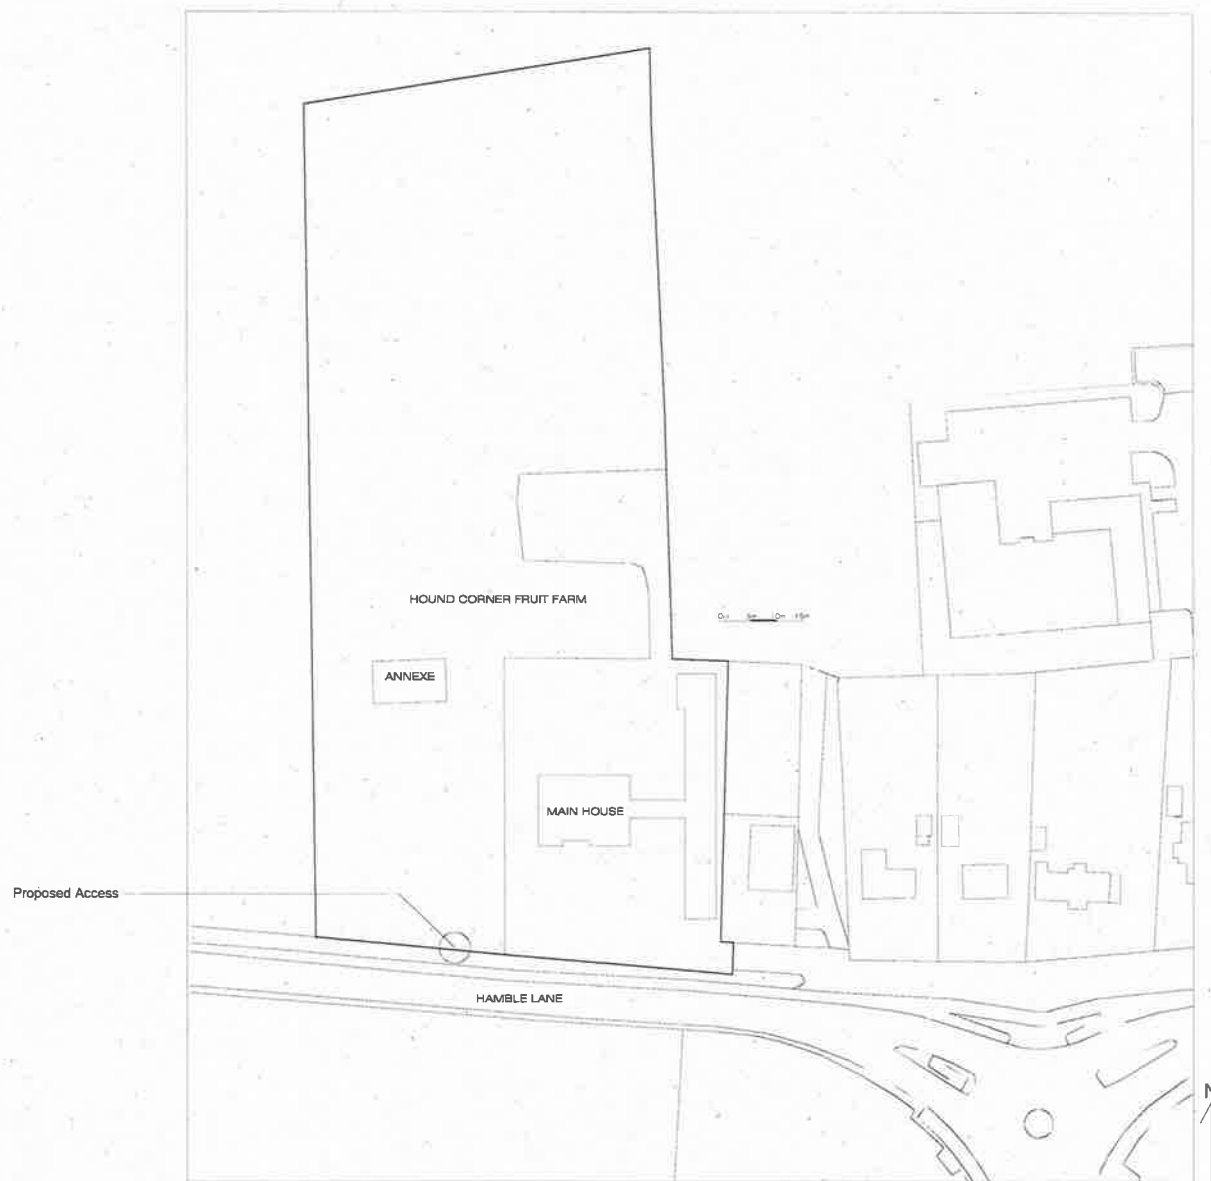 HOUND CORNER FRUIT FARM
ANNEXE
MAIN HOUSE
Proposed Access
HAMBLE LANE
N